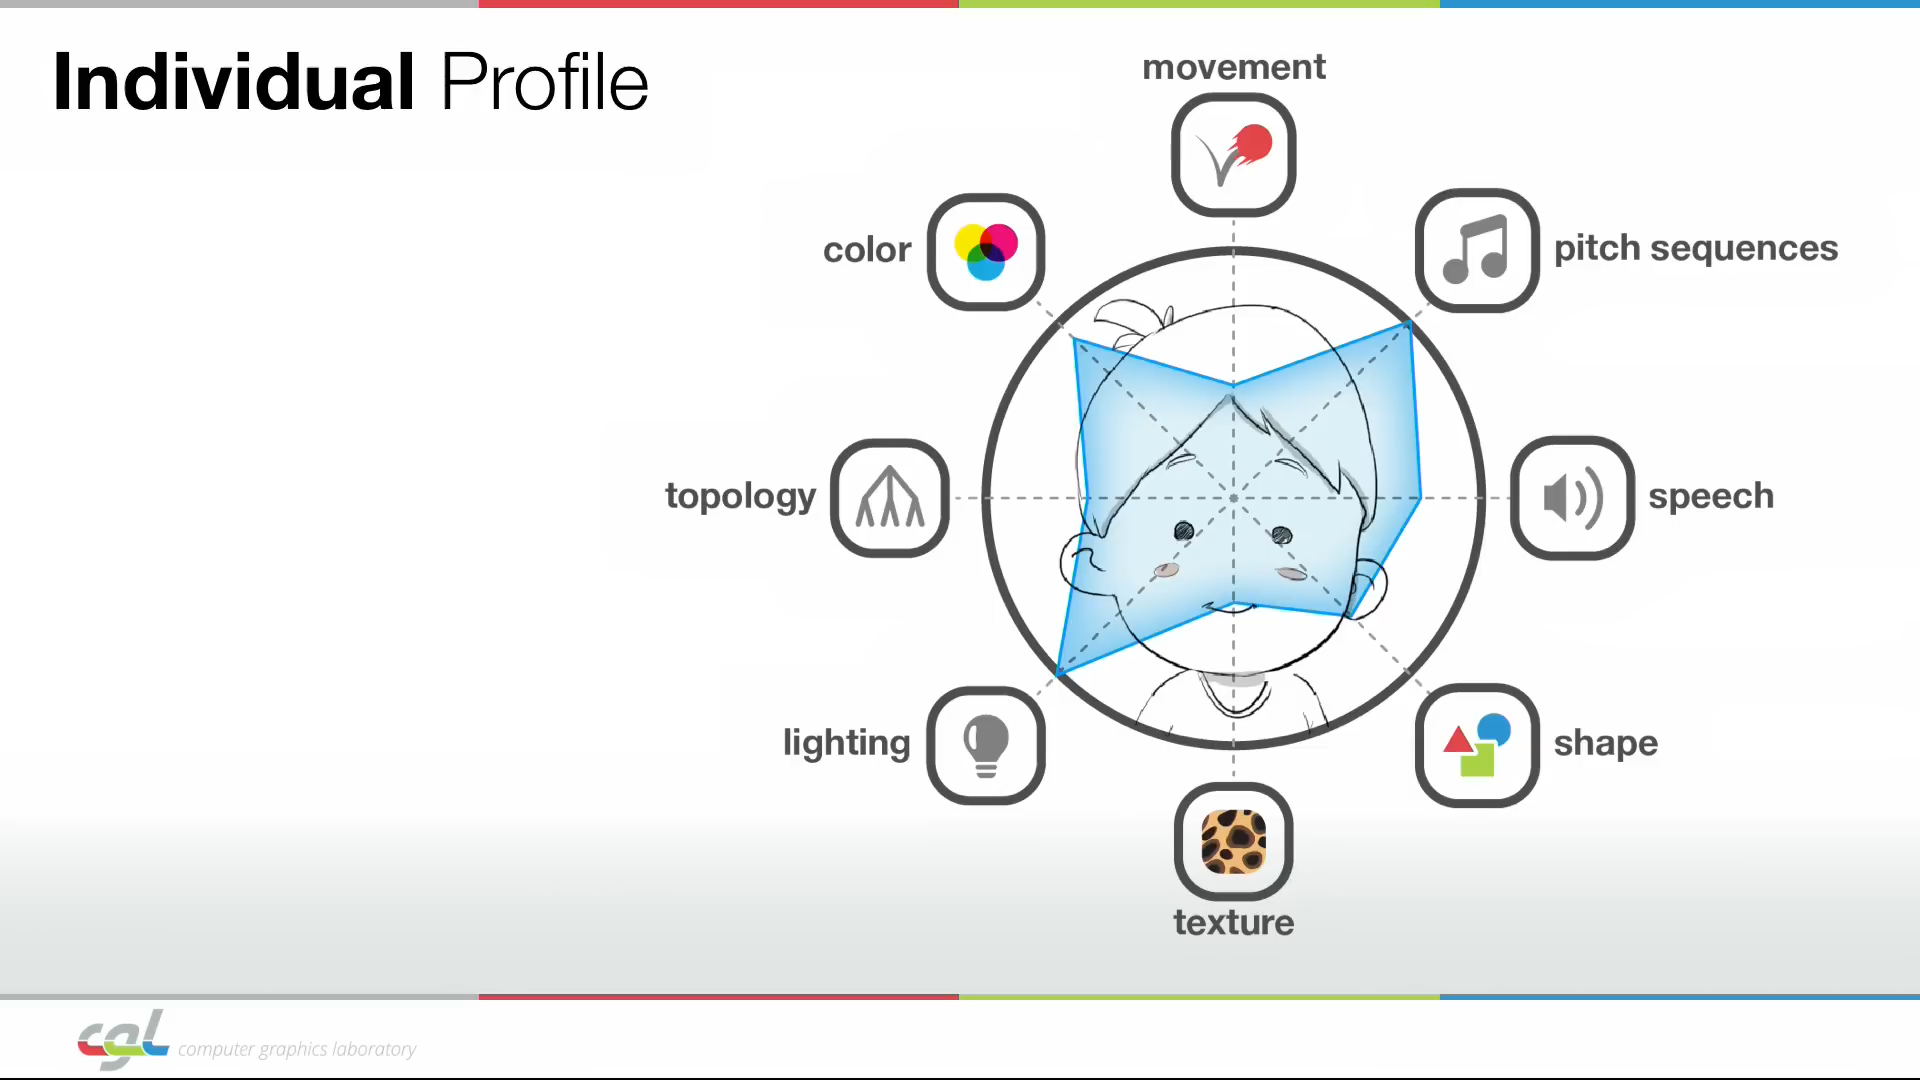 Individual Profile
movement
color
pitch sequences
topology
speech
lighting
shape
texture
cgl computer graphics laboratory